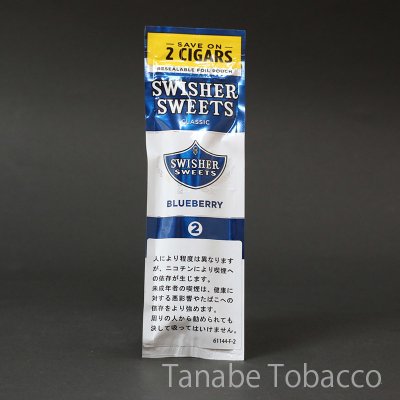 SAVE ON
2 CIGARS
RESEALABLE FOIL POUCH
SWISHER
SWEETS
CLASSIC
SWISHER
SWEETS
BLUEBERRY
2
人により程度は異なります
が、ニコチンにより喫煙へ
の依存が生じます。
未成年者の喫煙は、健康に
対する悪影響やたばこへの
依存をより強めます。
周りの人から勧められても
決して吸ってはいけません。
61144-F-2
Tanabe Tobacco